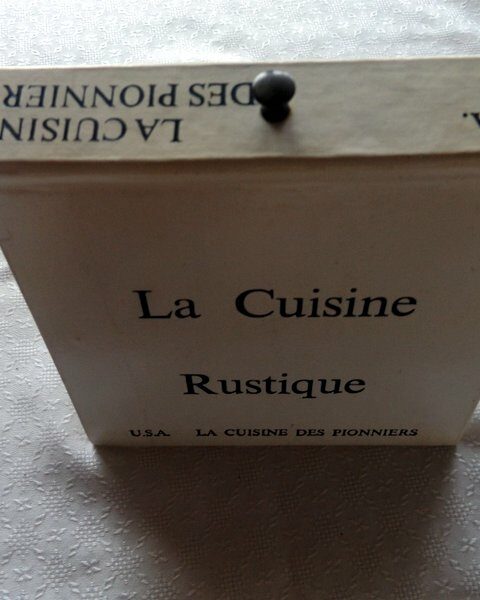 LA CUISIN
DES PIONNIER
La Cuisine
Rustique
U.S.A. LA CUISINE DES PIONNIERS